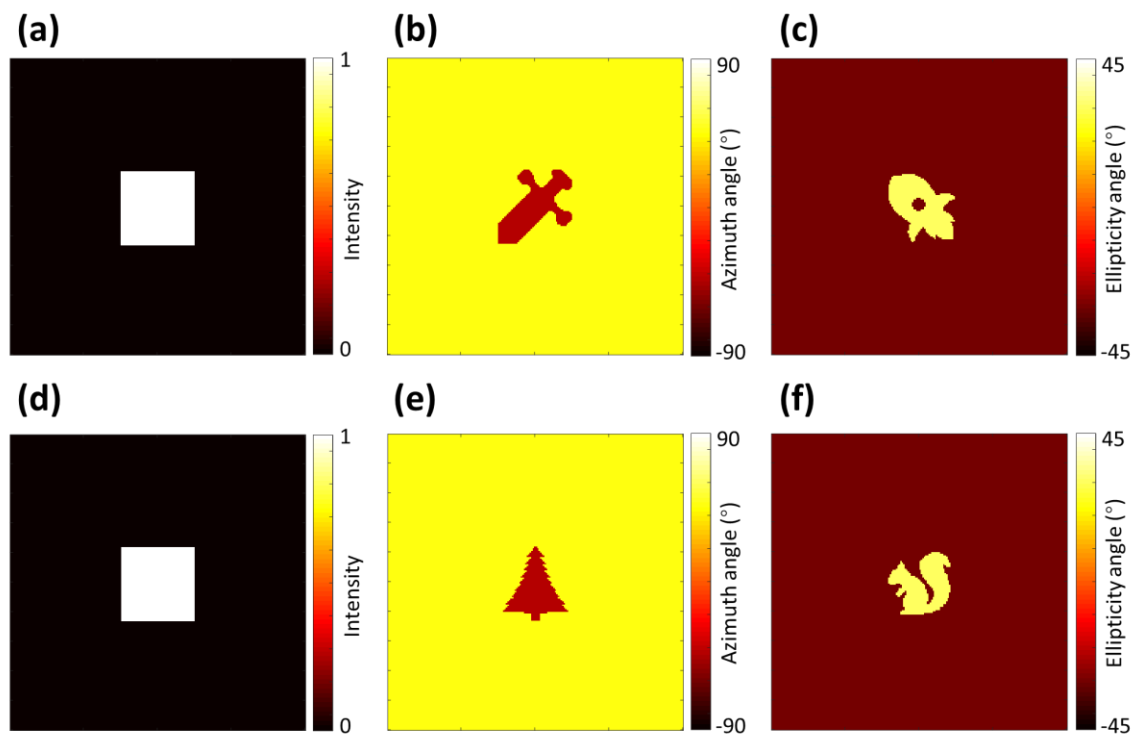 (a)
(b)
(c)
1
Intensity
0
90
Azimuth angle (°)
-90
45
Ellipticity angle (°)
-45
(d)
(e)
(f)
1
Intensity
0
90
Azimuth angle (°)
-90
45
Ellipticity angle (°)
-45